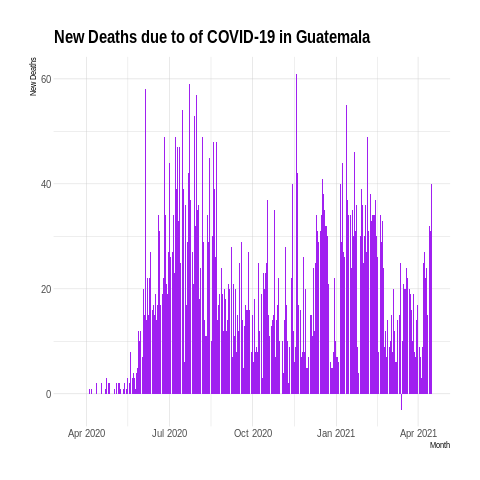 New Deaths due to of COVID-19 in Guatemala
New Deaths
60
40
20
0
Apr 2020 Jul 2020 Oct 2020 Jan 2021 Apr 2021
Month